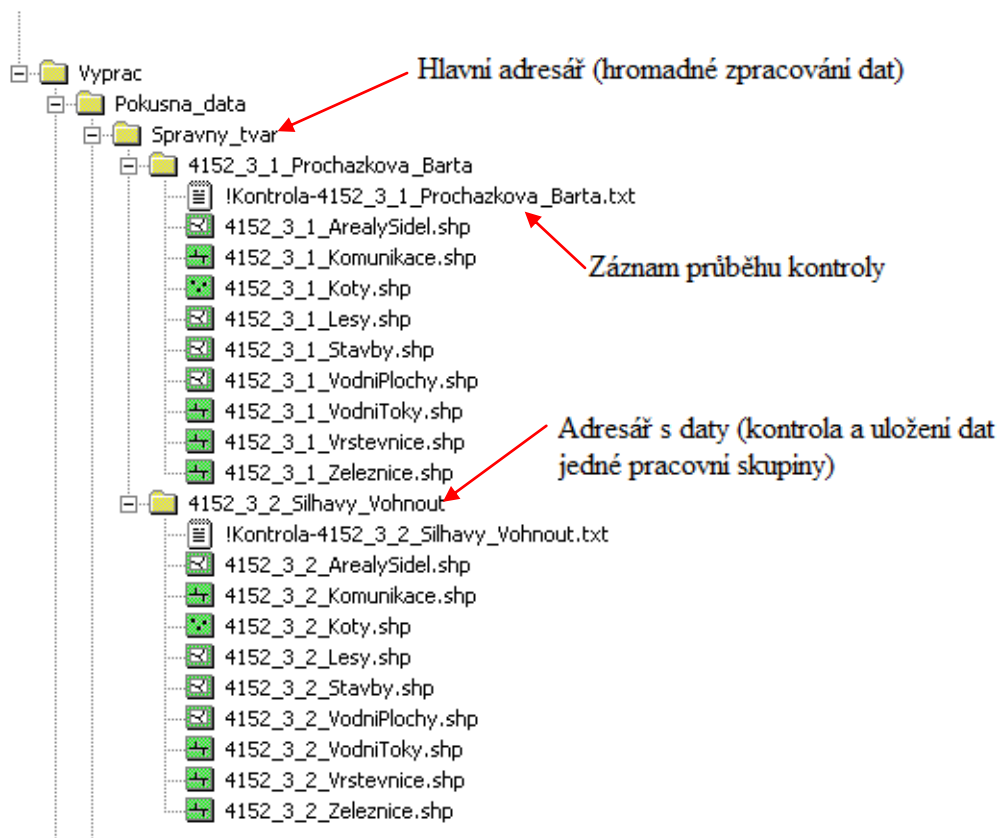 Vyprac
Hlavní adresář (hromadné zpracování dat)
Pokusna_data
Spravny_tvar
4152_3_1_Prochazkova_Barta
!Kontrola-4152_3_1_Prochazkova_Barta.txt
4152_3_1_ArealySidel.shp
4152_3_1_Komunikace.shp
Záznam průběhu kontroly
4152_3_1_Koty.shp
4152_3_1_Lesy.shp
4152_3_1_Stavby.shp
4152_3_1_VodniPlochy.shp
4152_3_1_VodniToky.shp
Adresář s daty (kontrola a uložení dat
4152_3_1_Vrstevnice.shp
jedné pracovní skupiny)
4152_3_1_Zeleznice.shp
4152_3_2_Silhavy_Vohnout
!Kontrola-4152_3_2_Silhavy_Vohnout.txt
4152_3_2_ArealySidel.shp
4152_3_2_Komunikace.shp
4152_3_2_Koty.shp
4152_3_2_Lesy.shp
4152_3_2_Stavby.shp
4152_3_2_VodniPlochy.shp
4152_3_2_VodniToky.shp
4152_3_2_Vrstevnice.shp
4152_3_2_Zeleznice.shp